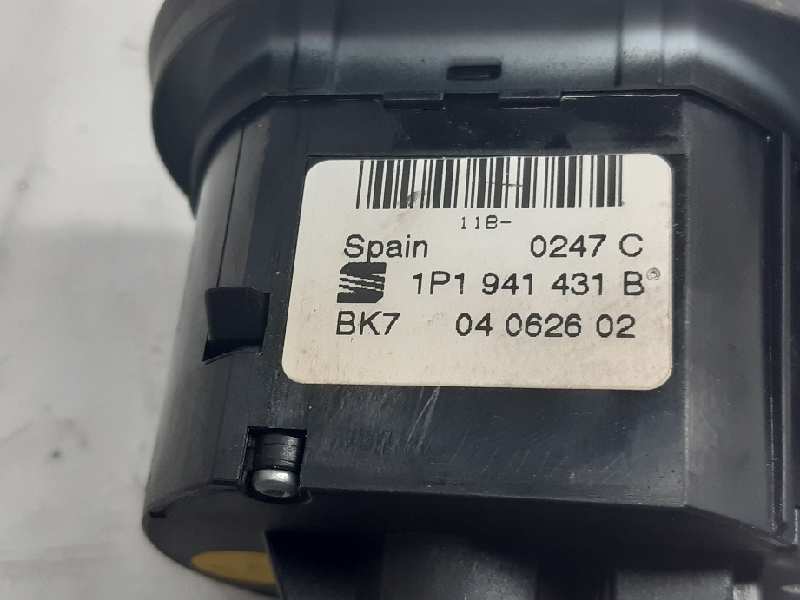 11B-
Spain 0247 C
1P1 941 431 B
BK7 04 0626 02